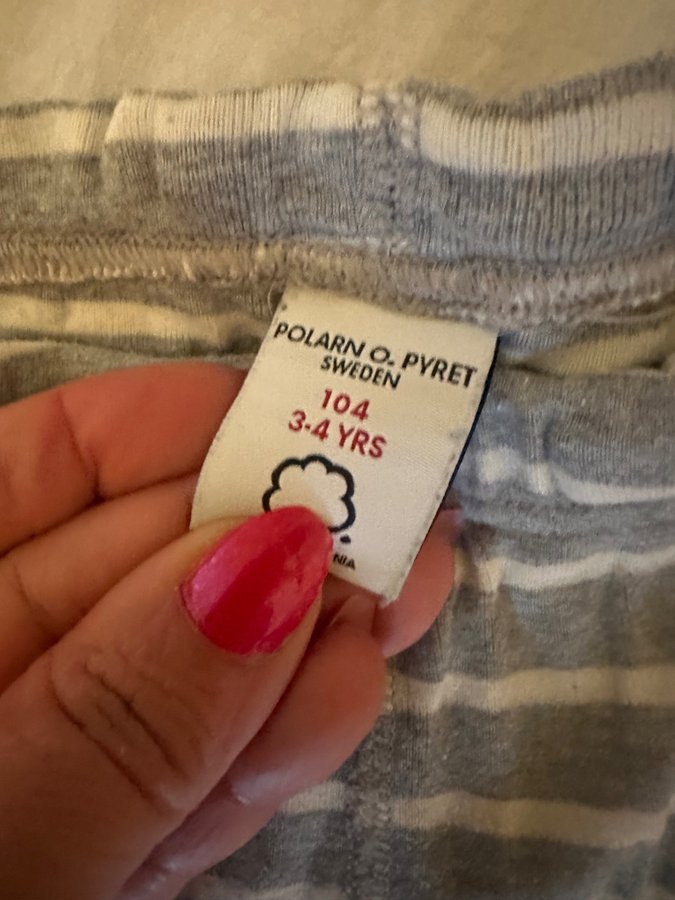 POLARN O. PYRET
SWEDEN
104
3-4 YRS